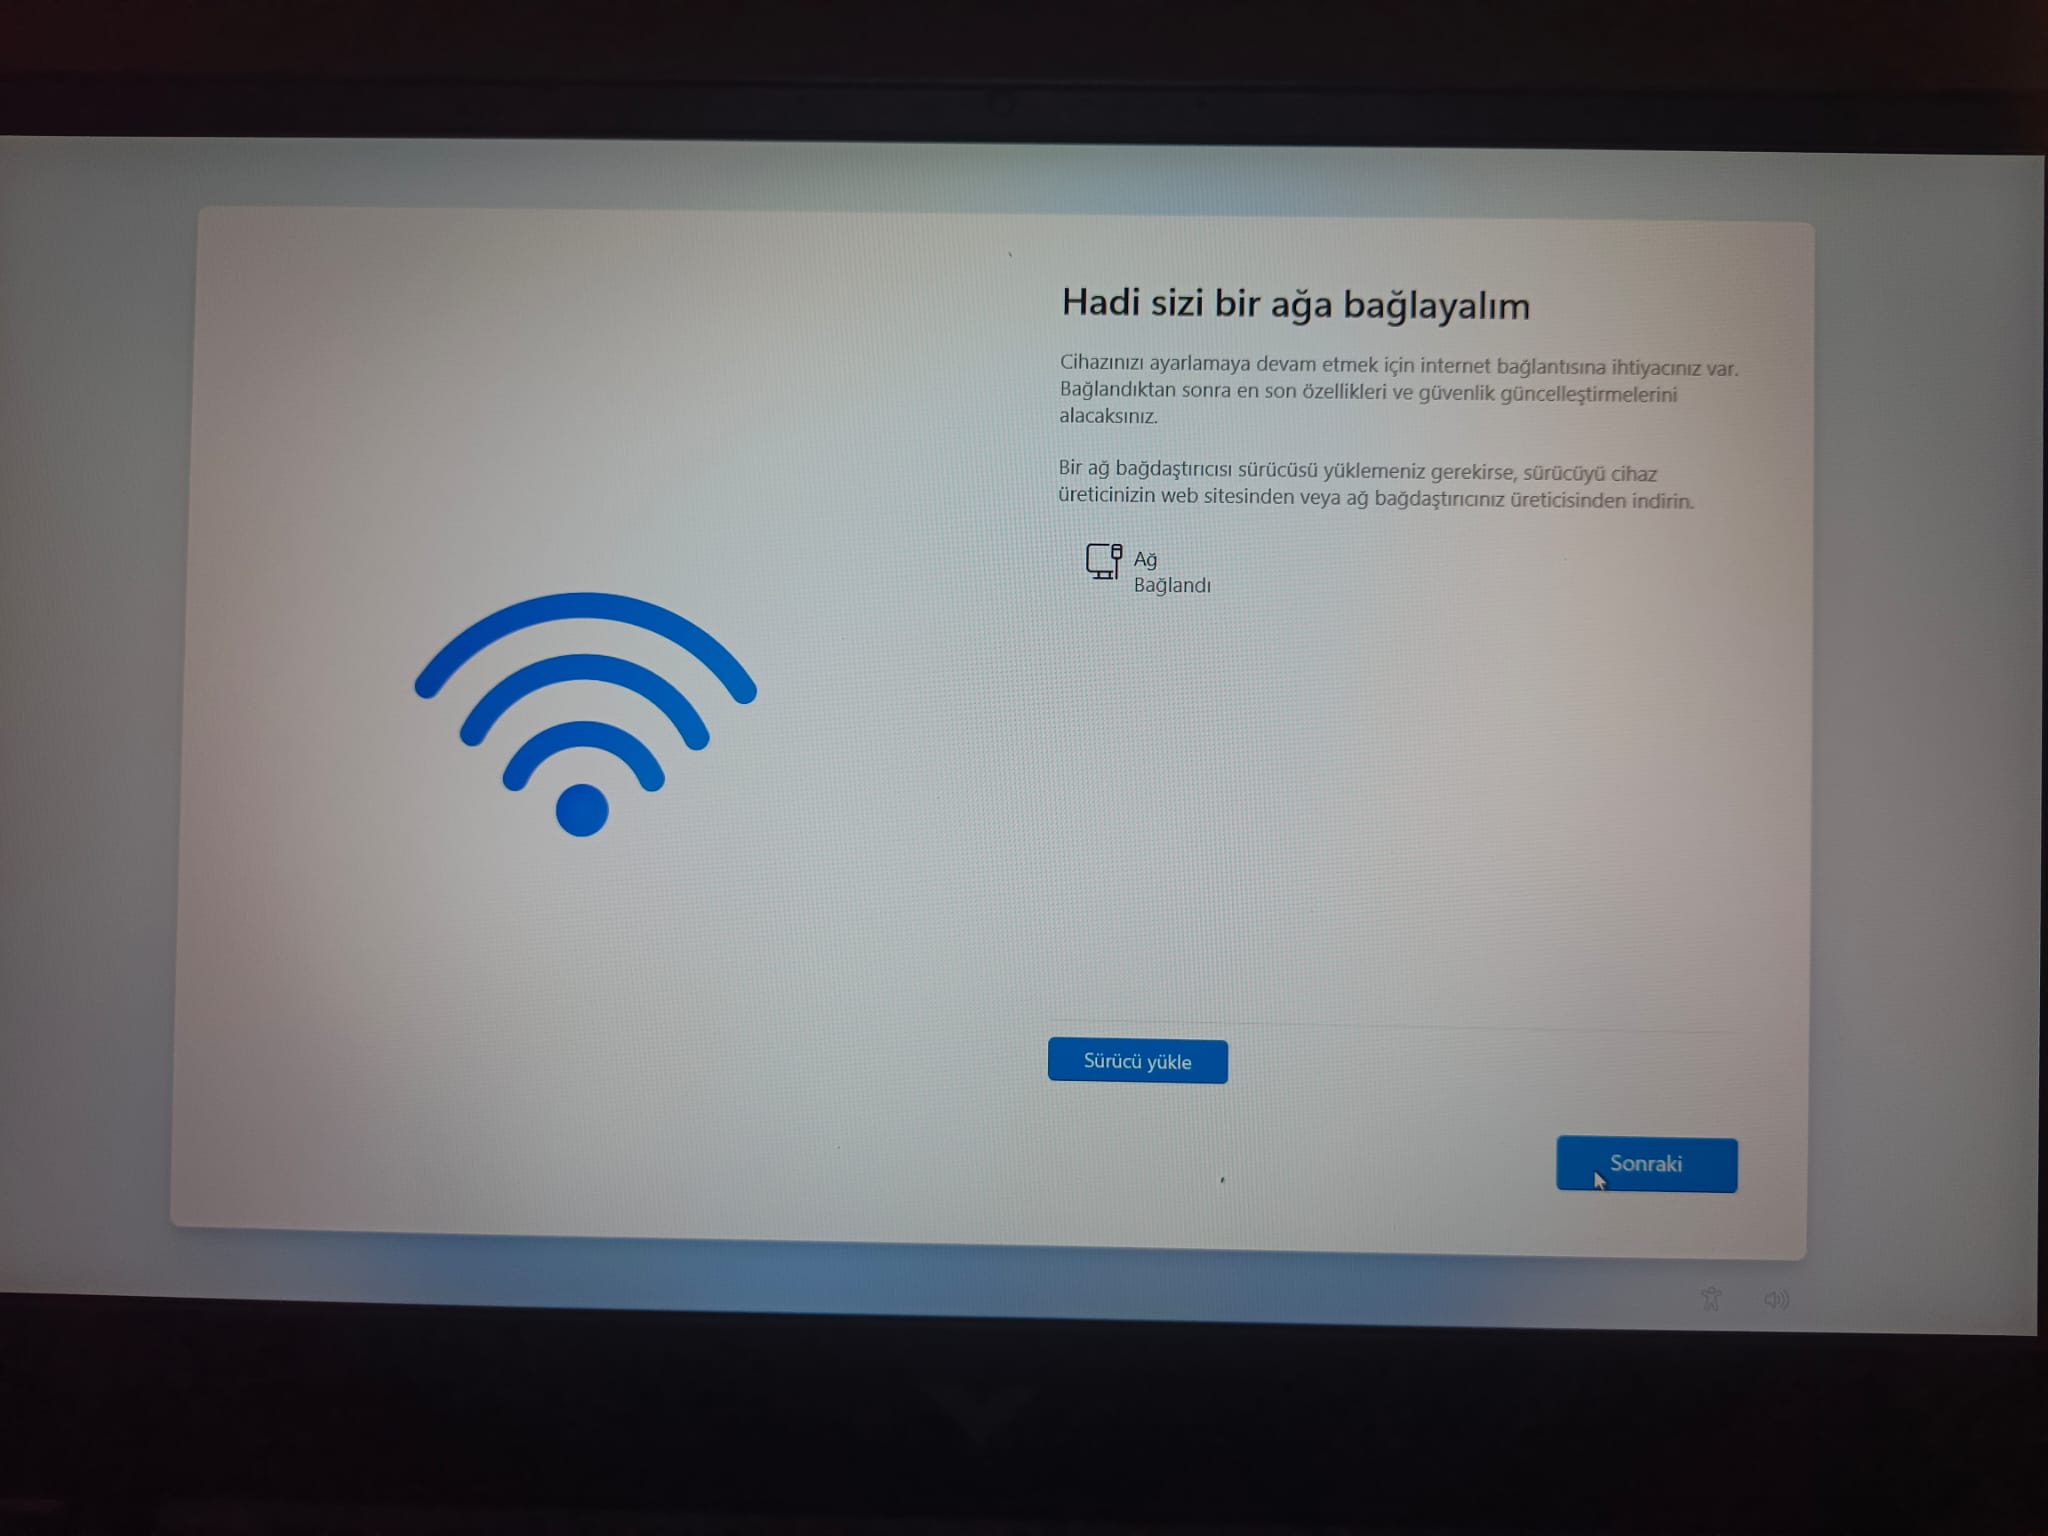 Hadi sizi bir ağa bağlayalım
Cihazınızı ayarlamaya devam etmek için internet bağlantısına ihtiyacınız var.
Bağlandıktan sonra en son özellikleri ve güvenlik güncelleştirmelerini
alacaksınız.
Bir ağ bağdaştırıcısı sürücüsü yüklemeniz gerekirse, sürücüyü cihaz
üreticinizin web sitesinden veya ağ bağdaştırıcınız üreticisinden indirin.
Ağ
Bağlandı
Sürücü yükle
Sonraki